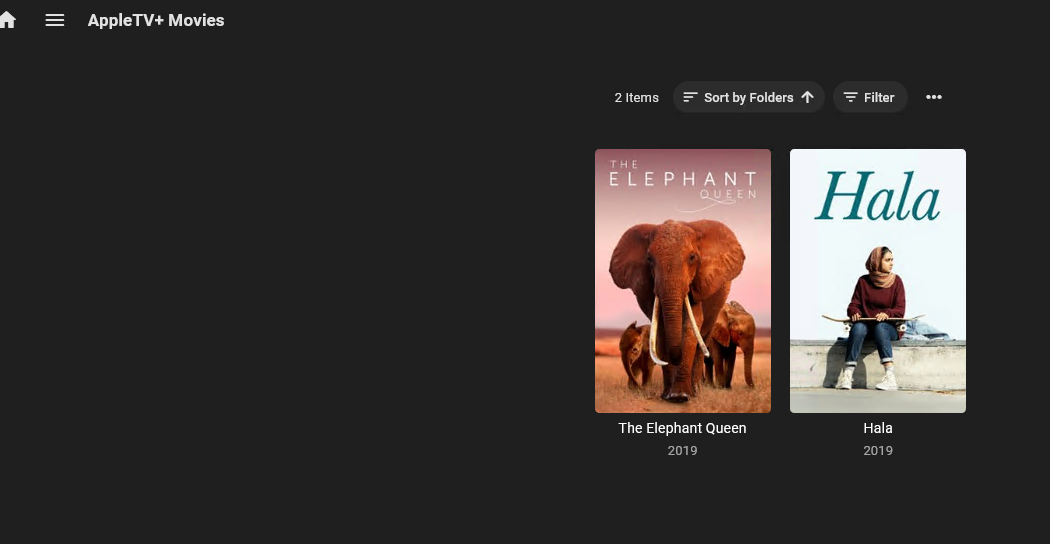 AppleTV+ Movies
2 Items
Sort by Folders
Filter
THE
ELEPHANT
QUEEN
Hala
The Elephant Queen
2019
Hala
2019